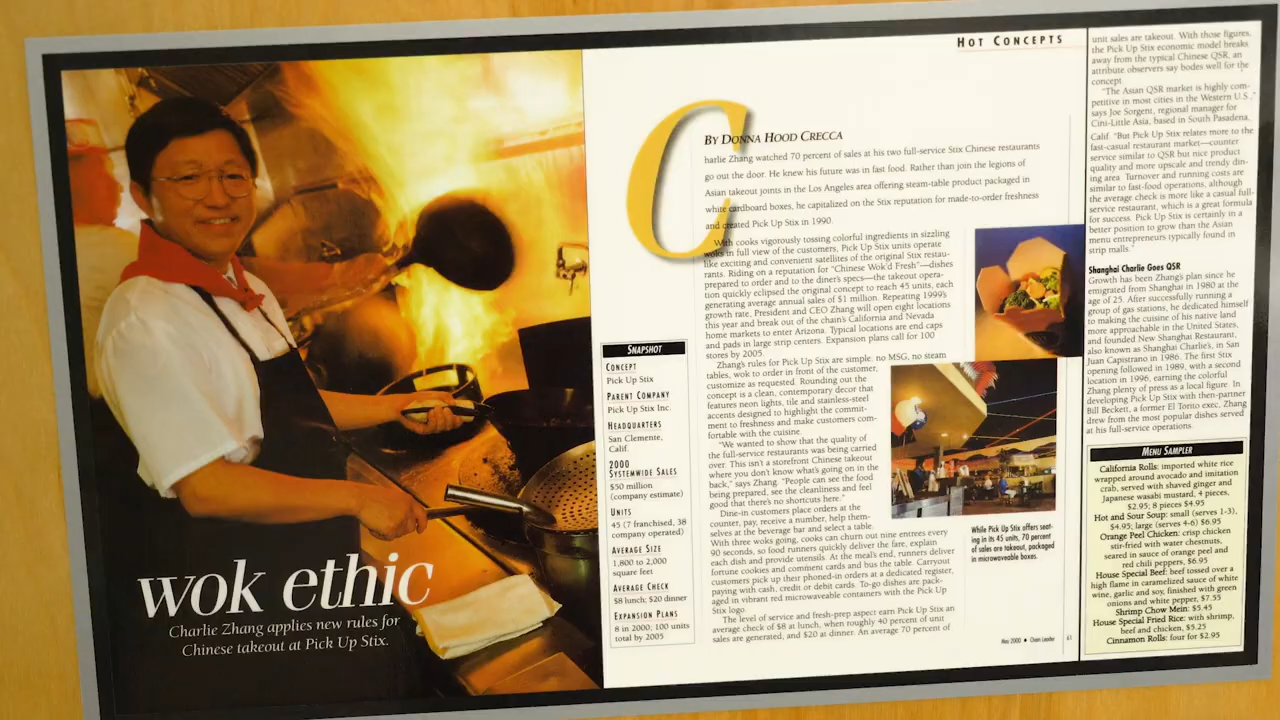 wok ethic
Charlie Zhang applies new rules for
Chinese takeout at Pick Up Stix.
HOT CONCEPTS
BY DONNA HOOD CRECCA
Charlie Zhang watched 70 percent of sales at his two full-service Stix Chinese restaurants
go out the door. He knew his future was in fast food. Rather than join the legions of
Asian takeout joints in the Los Angeles area offering steam-table product packaged in
white cardboard boxes, he capitalized on the Stix reputation for made-to-order freshness
and created Pick Up Stix in 1990.
With cooks vigorously tossing colorful ingredients in sizzling
woks in full view of the customers, Pick Up Stix units operate
like exciting and convenient satellites of the original Stix restau-
rants. Riding on a reputation for "Chinese Wok'd Fresh"—dishes
prepared to order and to the diner's specs—the takeout opera-
tion quickly eclipsed the original concept to reach 45 units, each
generating average annual sales of $1 million. Repeating 1999's
growth rate, President and CEO Zhang will open eight locations
this year and break out of the chain's California and Nevada
home markets to enter Arizona. Typical locations are end caps
and pads in large strip centers. Expansion plans call for 100
stores by 2005.
Zhang's rules for Pick Up Stix are simple: no MSG, no steam
tables, wok to order in front of the customer,
customize as requested. Rounding out the
concept is a clean, contemporary decor that
features neon lights, tile and stainless-steel
accents designed to highlight the commit-
ment to freshness and make customers com-
fortable with the cuisine.
"We wanted to show that the quality of
the full-service restaurants was being carried
over. This isn't a storefront Chinese takeout
where you don't know what's going on in the
back," says Zhang. "People can see the food
being prepared, see the cleanliness and feel
good that there's no shortcuts here."
Dine-in customers place orders at the
counter, pay, receive a number, help them-
selves at the beverage bar and select a table.
With three woks going, cooks can churn out nine entrees every
90 seconds, so food runners quickly deliver the fare, explain
each dish and provide utensils. At the meal's end, runners deliver
fortune cookies and comment cards and bus the table. Carryout
customers pick up their phoned-in orders at a dedicated register,
paying with cash, credit or debit cards. To-go dishes are pack-
aged in vibrant red microwaveable containers with the Pick Up
Stix logo.
The level of service and fresh-prep aspect earn Pick Up Stix an
average check of $8 at lunch, when roughly 40 percent of unit
sales are generated, and $20 at dinner. An average 70 percent of
SNAPSHOT
CONCEPT
Pick Up Stix
PARENT COMPANY
Pick Up Stix Inc.
HEADQUARTERS
San Clemente,
Calif.
2000
SYSTEMWIDE SALES
$50 million
(company estimate)
UNITS
45 (7 franchised, 38
company operated)
AVERAGE SIZE
1,800 to 2,000
square feet
AVERAGE CHECK
$8 lunch; $20 dinner
EXPANSION PLANS
8 in 2000; 100 units
total by 2005
While Pick Up Stix offers seat-
ing in its 45 units, 70 percent
of sales are takeout, packaged
in microwaveable boxes.
May 2000 • Chain Leader 61
unit sales are takeout. With those figures,
the Pick Up Stix economic model breaks
away from the typical Chinese QSR, an
attribute observers say bodes well for the
concept.
"The Asian QSR market is highly com-
petitive in most cities in the Western U.S.,"
says Joe Sorgent, regional manager for
Cini-Little Asia, based in South Pasadena,
Calif. "But Pick Up Stix relates more to the
fast-casual restaurant market—counter
service similar to QSR but nice product
quality and more upscale and trendy din-
ing area. Turnover and running costs are
similar to fast-food operations, although
the average check is more like a casual full-
service restaurant, which is a great formula
for success. Pick Up Stix is certainly in a
better position to grow than the Asian
menu entrepreneurs typically found in
strip malls."
Shanghai Charlie Goes QSR
Growth has been Zhang's plan since he
emigrated from Shanghai in 1980 at the
age of 25. After successfully running a
group of gas stations, he dedicated himself
to making the cuisine of his native land
more approachable in the United States,
and founded New Shanghai Restaurant,
also known as Shanghai Charlie's, in San
Juan Capistrano in 1986. The first Stix
opening followed in 1989, with a second
location in 1996, earning the colorful
Zhang plenty of press as a local figure. In
developing Pick Up Stix with then-partner
Bill Beckett, a former El Torito exec, Zhang
drew from the most popular dishes served
at his full-service operations.
MENU SAMPLER
California Rolls: imported white rice
wrapped around avocado and imitation
crab, served with shaved ginger and
Japanese wasabi mustard, 4 pieces,
$2.95; 8 pieces $4.95
Hot and Sour Soup: small (serves 1-3),
$4.95; large (serves 4-6) $6.95
Orange Peel Chicken: crisp chicken
stir-fried with water chestnuts,
seared in sauce of orange peel and
red chili peppers, $6.95
House Special Beef: beef tossed over a
high flame in caramelized sauce of white
wine, garlic and soy, finished with green
onions and white pepper, $7.55
Shrimp Chow Mein: $5.45
House Special Fried Rice: with shrimp,
beef and chicken, $5.25
Cinnamon Rolls: four for $2.95